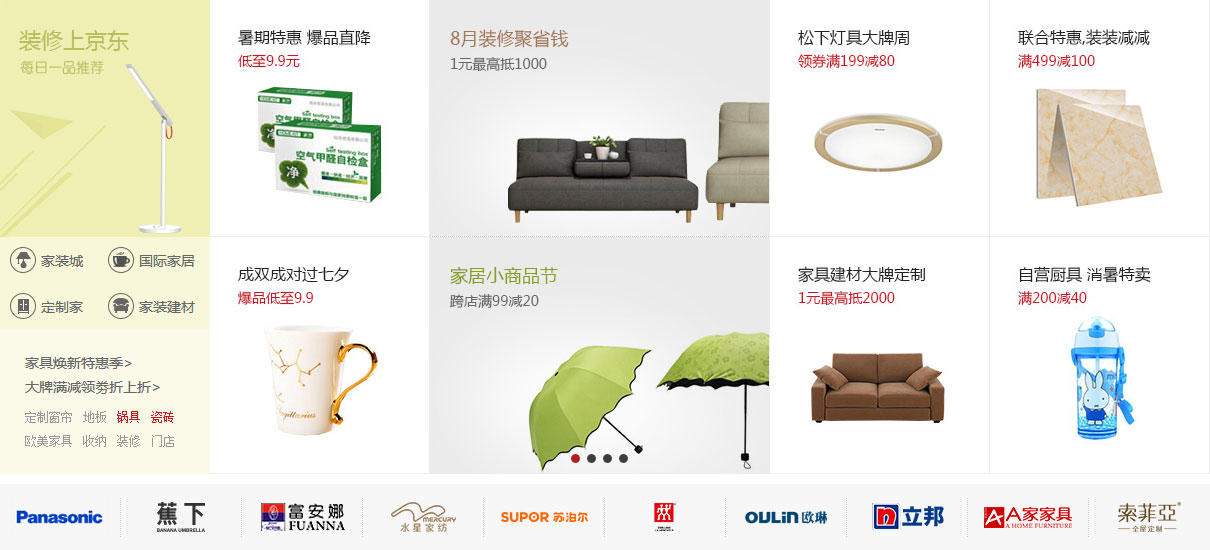 装修上京东
每日一品推荐
家装城
国际家居
定制家
家装建材
家具焕新特惠季>
大牌满减领劵折上折>
定制窗帘 地板 锅具 瓷砖
欧美家具 收纳 装修 门店
暑期特惠 爆品直降
低至9.9元
Self testing box
空气甲醛自检盒
净
8月装修聚省钱
1元最高抵1000
松下灯具大牌周
领券满199减80
联合特惠,装装减减
满499减100
成双成对过七夕
爆品低至9.9
Sagittarius
家居小商品节
跨店满99减20
家具建材大牌定制
1元最高抵2000
自营厨具 消暑特卖
满200减40
Panasonic
蕉下
BANANA UMBRELLA
富安娜
FUANNA
MERCURY
水星家纺
SUPOR 苏泊尔
OULIN 欧琳
立邦
A家家具
A HOME FURNITURE
索菲亞
全屋定制